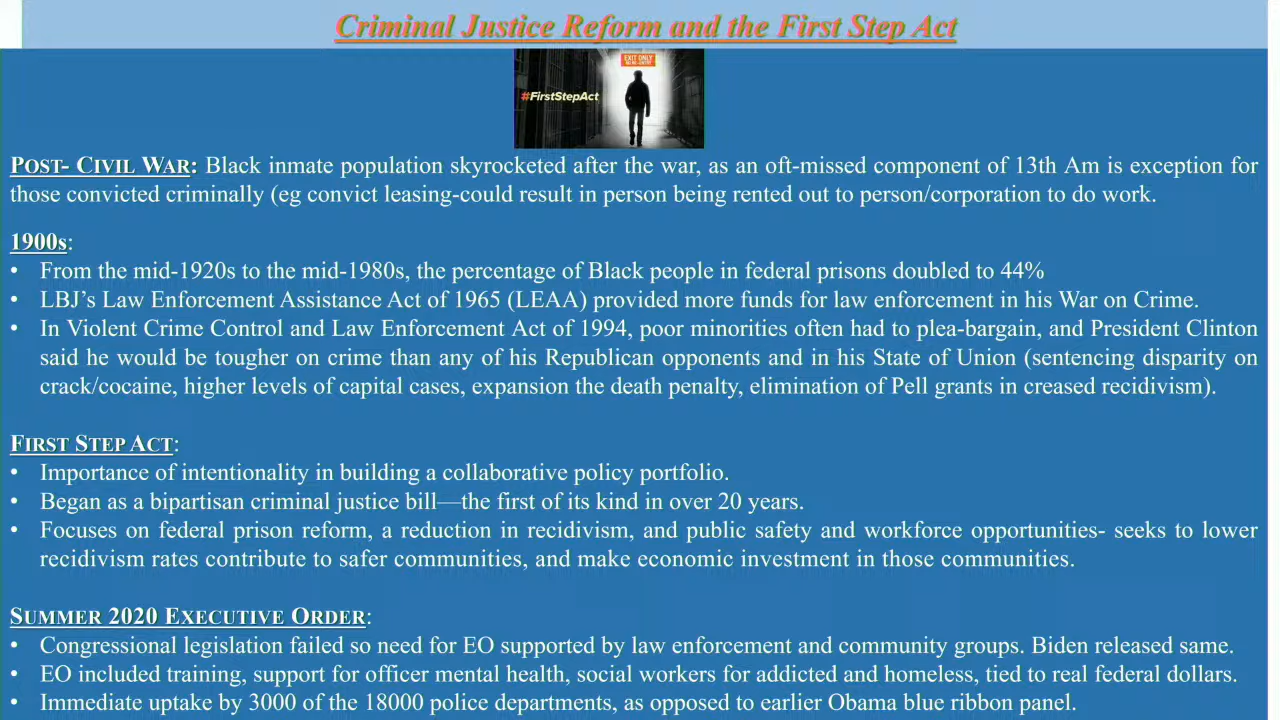 Criminal Justice Reform and the First Step Act
EXIT ONLY
NO RE-ENTRY
#FirstStepAct
POST- CIVIL WAR: Black inmate population skyrocketed after the war, as an oft-missed component of 13th Am is exception for
those convicted criminally (eg convict leasing-could result in person being rented out to person/corporation to do work.
1900s:
• From the mid-1920s to the mid-1980s, the percentage of Black people in federal prisons doubled to 44%
• LBJ’s Law Enforcement Assistance Act of 1965 (LEAA) provided more funds for law enforcement in his War on Crime.
• In Violent Crime Control and Law Enforcement Act of 1994, poor minorities often had to plea-bargain, and President Clinton
said he would be tougher on crime than any of his Republican opponents and in his State of Union (sentencing disparity on
crack/cocaine, higher levels of capital cases, expansion the death penalty, elimination of Pell grants in creased recidivism).
FIRST STEP ACT:
• Importance of intentionality in building a collaborative policy portfolio.
• Began as a bipartisan criminal justice bill—the first of its kind in over 20 years.
• Focuses on federal prison reform, a reduction in recidivism, and public safety and workforce opportunities- seeks to lower
recidivism rates contribute to safer communities, and make economic investment in those communities.
SUMMER 2020 EXECUTIVE ORDER:
• Congressional legislation failed so need for EO supported by law enforcement and community groups. Biden released same.
• EO included training, support for officer mental health, social workers for addicted and homeless, tied to real federal dollars.
• Immediate uptake by 3000 of the 18000 police departments, as opposed to earlier Obama blue ribbon panel.